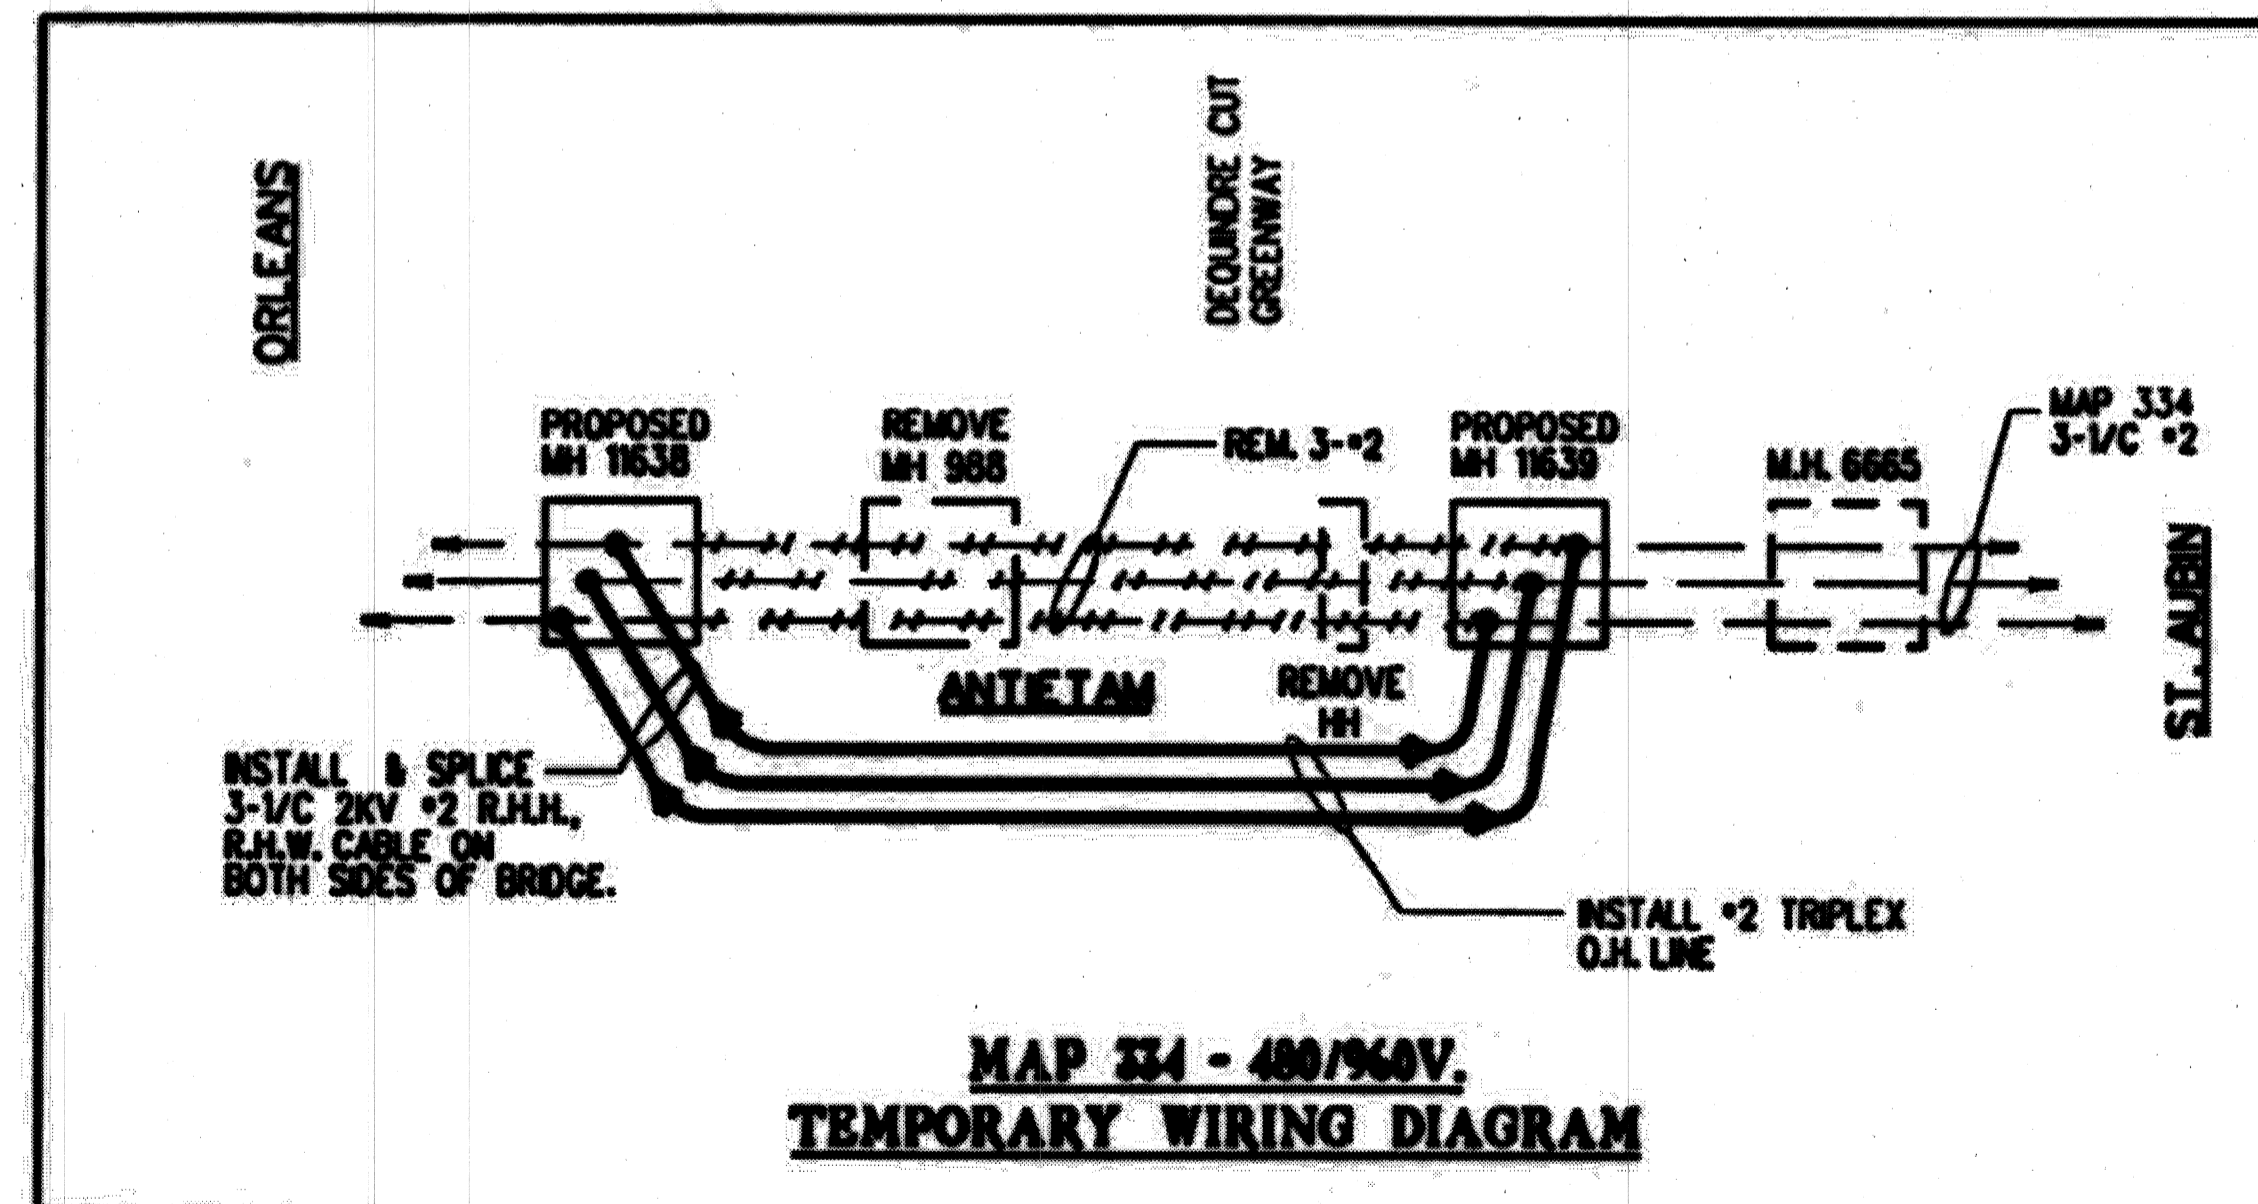 ORLEANS
DEQUINDRE CUT
GREENWAY
PROPOSED
MH 11638
REMOVE
MH 988
REM. 3-#2
PROPOSED
MH 11639
M.H. 6665
MAP 334
3-1/C #2
ST. AUBIN
ANTIETAM
REMOVE
HH
INSTALL & SPLICE
3-1/C 2KV #2 R.H.H.,
R.H.W. CABLE ON
BOTH SIDES OF BRIDGE.
INSTALL #2 TRIPLEX
O.H. LINE
MAP 334 - 480/960V.
TEMPORARY WIRING DIAGRAM